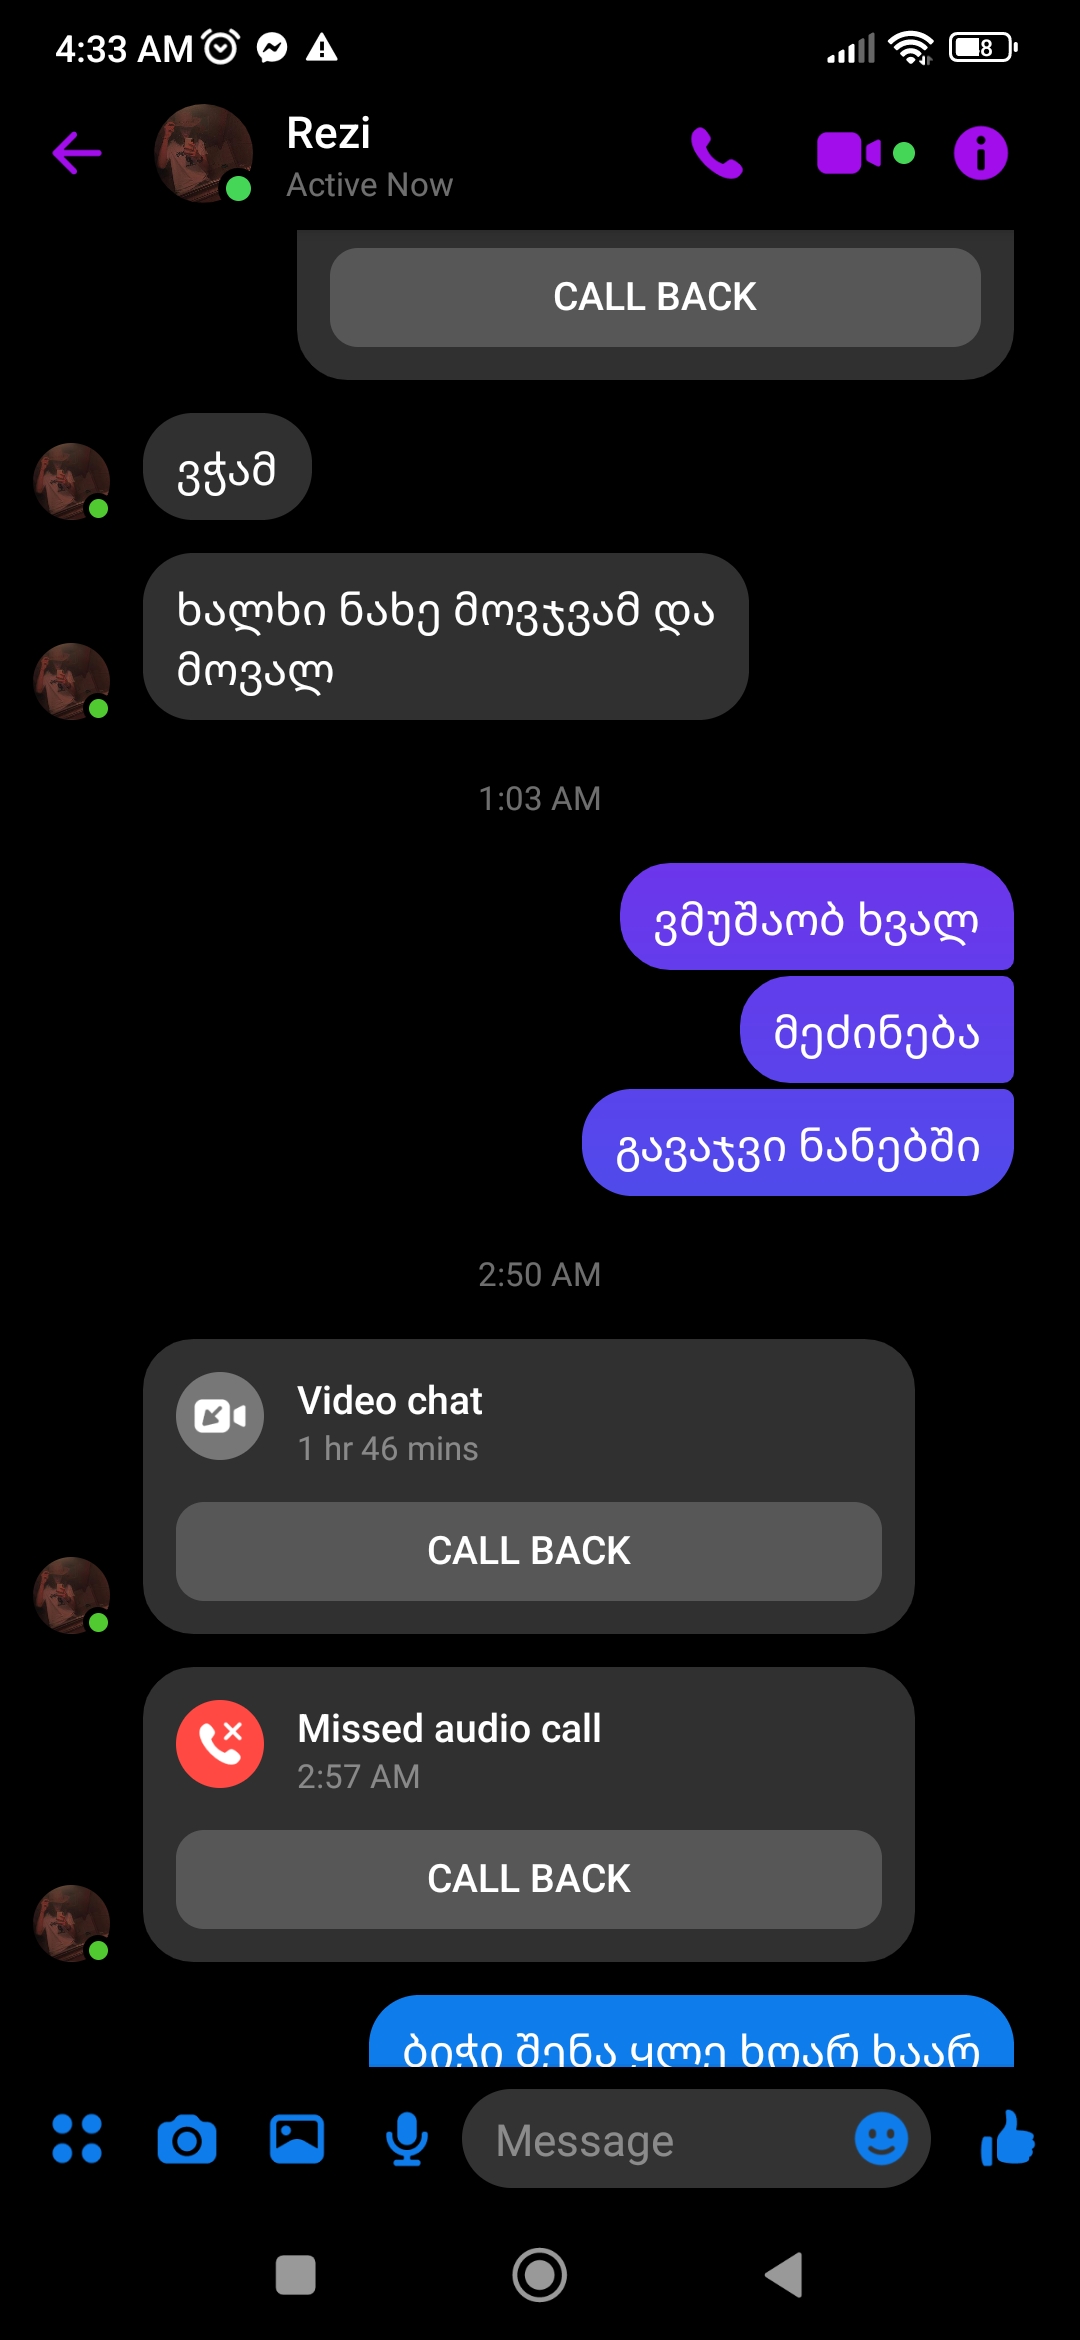 4:33 AM
8
Rezi
Active Now
CALL BACK
ვჭამ
ხალხი ნახე მოვჯვამ და
მოვალ
1:03 AM
ვმუშაობ ხვალ
მეძინება
გავაჯვი ნანებში
2:50 AM
Video chat
1 hr 46 mins
CALL BACK
Missed audio call
2:57 AM
CALL BACK
ბიჭი შენა ყლე ხოარ ხაარ
Message